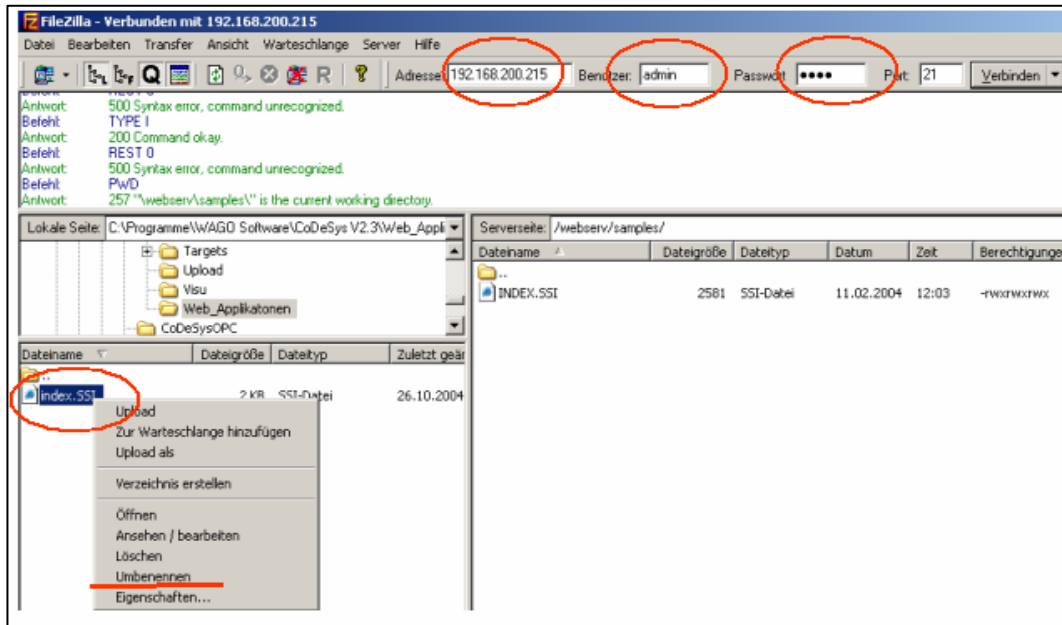 FileZilla - Verbunden mit 192.168.200.215
Datei Bearbeiten Transfer Ansicht Warteschlange Server Hilfe
Adresse: 192.168.200.215 Benutzer: admin Passwort: •••• Port: 21 Verbinden
Antwort: 500 Syntax error, command unrecognized.
Befehl: TYPE I
Antwort: 200 Command okay.
Befehl: REST 0
Antwort: 500 Syntax error, command unrecognized.
Befehl: PWD
Antwort: 257 "\webserv\samples\" is the current working directory.
Lokale Seite: C:\Programme\WAGO Software\CoDeSys V2.3\Web_Appli
Targets
Upload
Visu
Web_Applikatonen
CoDeSysOPC
Dateiname Dateigröße Dateityp Zuletzt geän
..
index.SSI 2 KB SSI-Datei 26.10.2004
Upload
Zur Warteschlange hinzufügen
Upload als
Verzeichnis erstellen
Öffnen
Ansehen / bearbeiten
Löschen
Umbenennen
Eigenschaften...
Serverseite: /webserv/samples/
Dateiname Dateigröße Dateityp Datum Zeit Berechtigunge
..
INDEX.SSI 2581 SSI-Datei 11.02.2004 12:03 -rwxrwxrwx